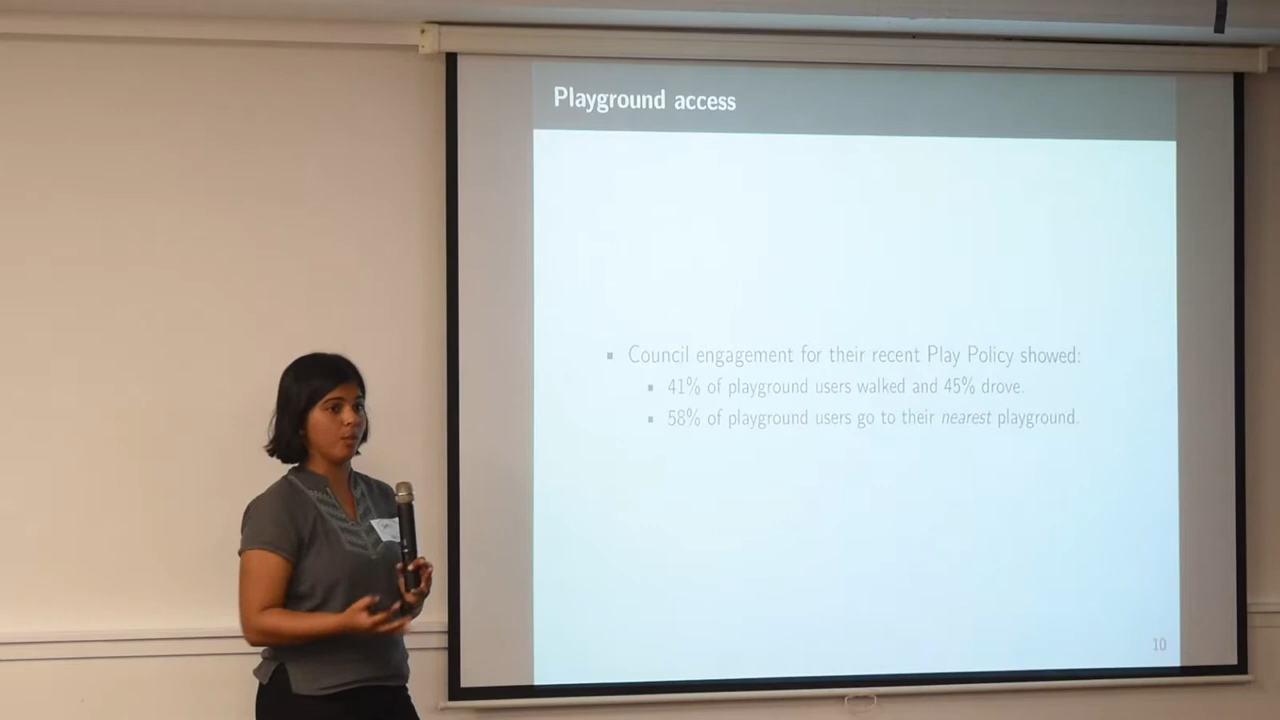 Playground access
Council engagement for their recent Play Policy showed:
41% of playground users walked and 45% drove.
58% of playground users go to their nearest playground.
10